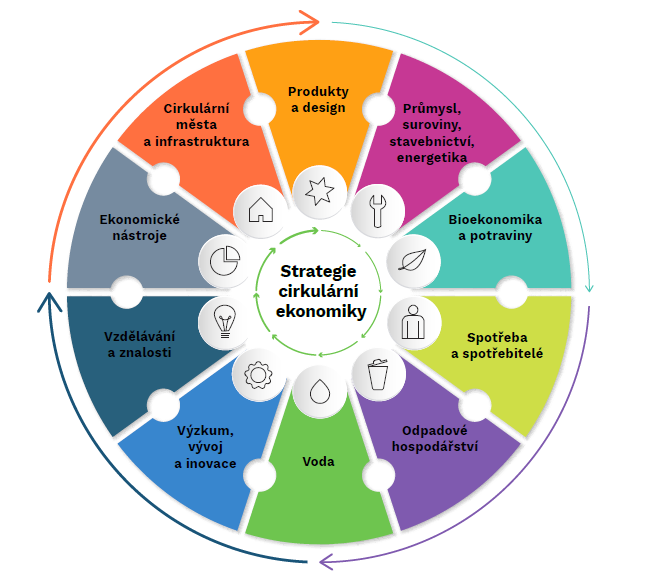 Produkty
a design
Průmysl,
suroviny,
stavebnictví,
energetika
Bioekonomika
a potraviny
Spotřeba
a spotřebitelé
Odpadové
hospodářství
Voda
Výzkum,
vývoj
a inovace
Vzdělávání
a znalosti
Ekonomické
nástroje
Cirkulární
města
a infrastruktura
Strategie
cirkulární
ekonomiky